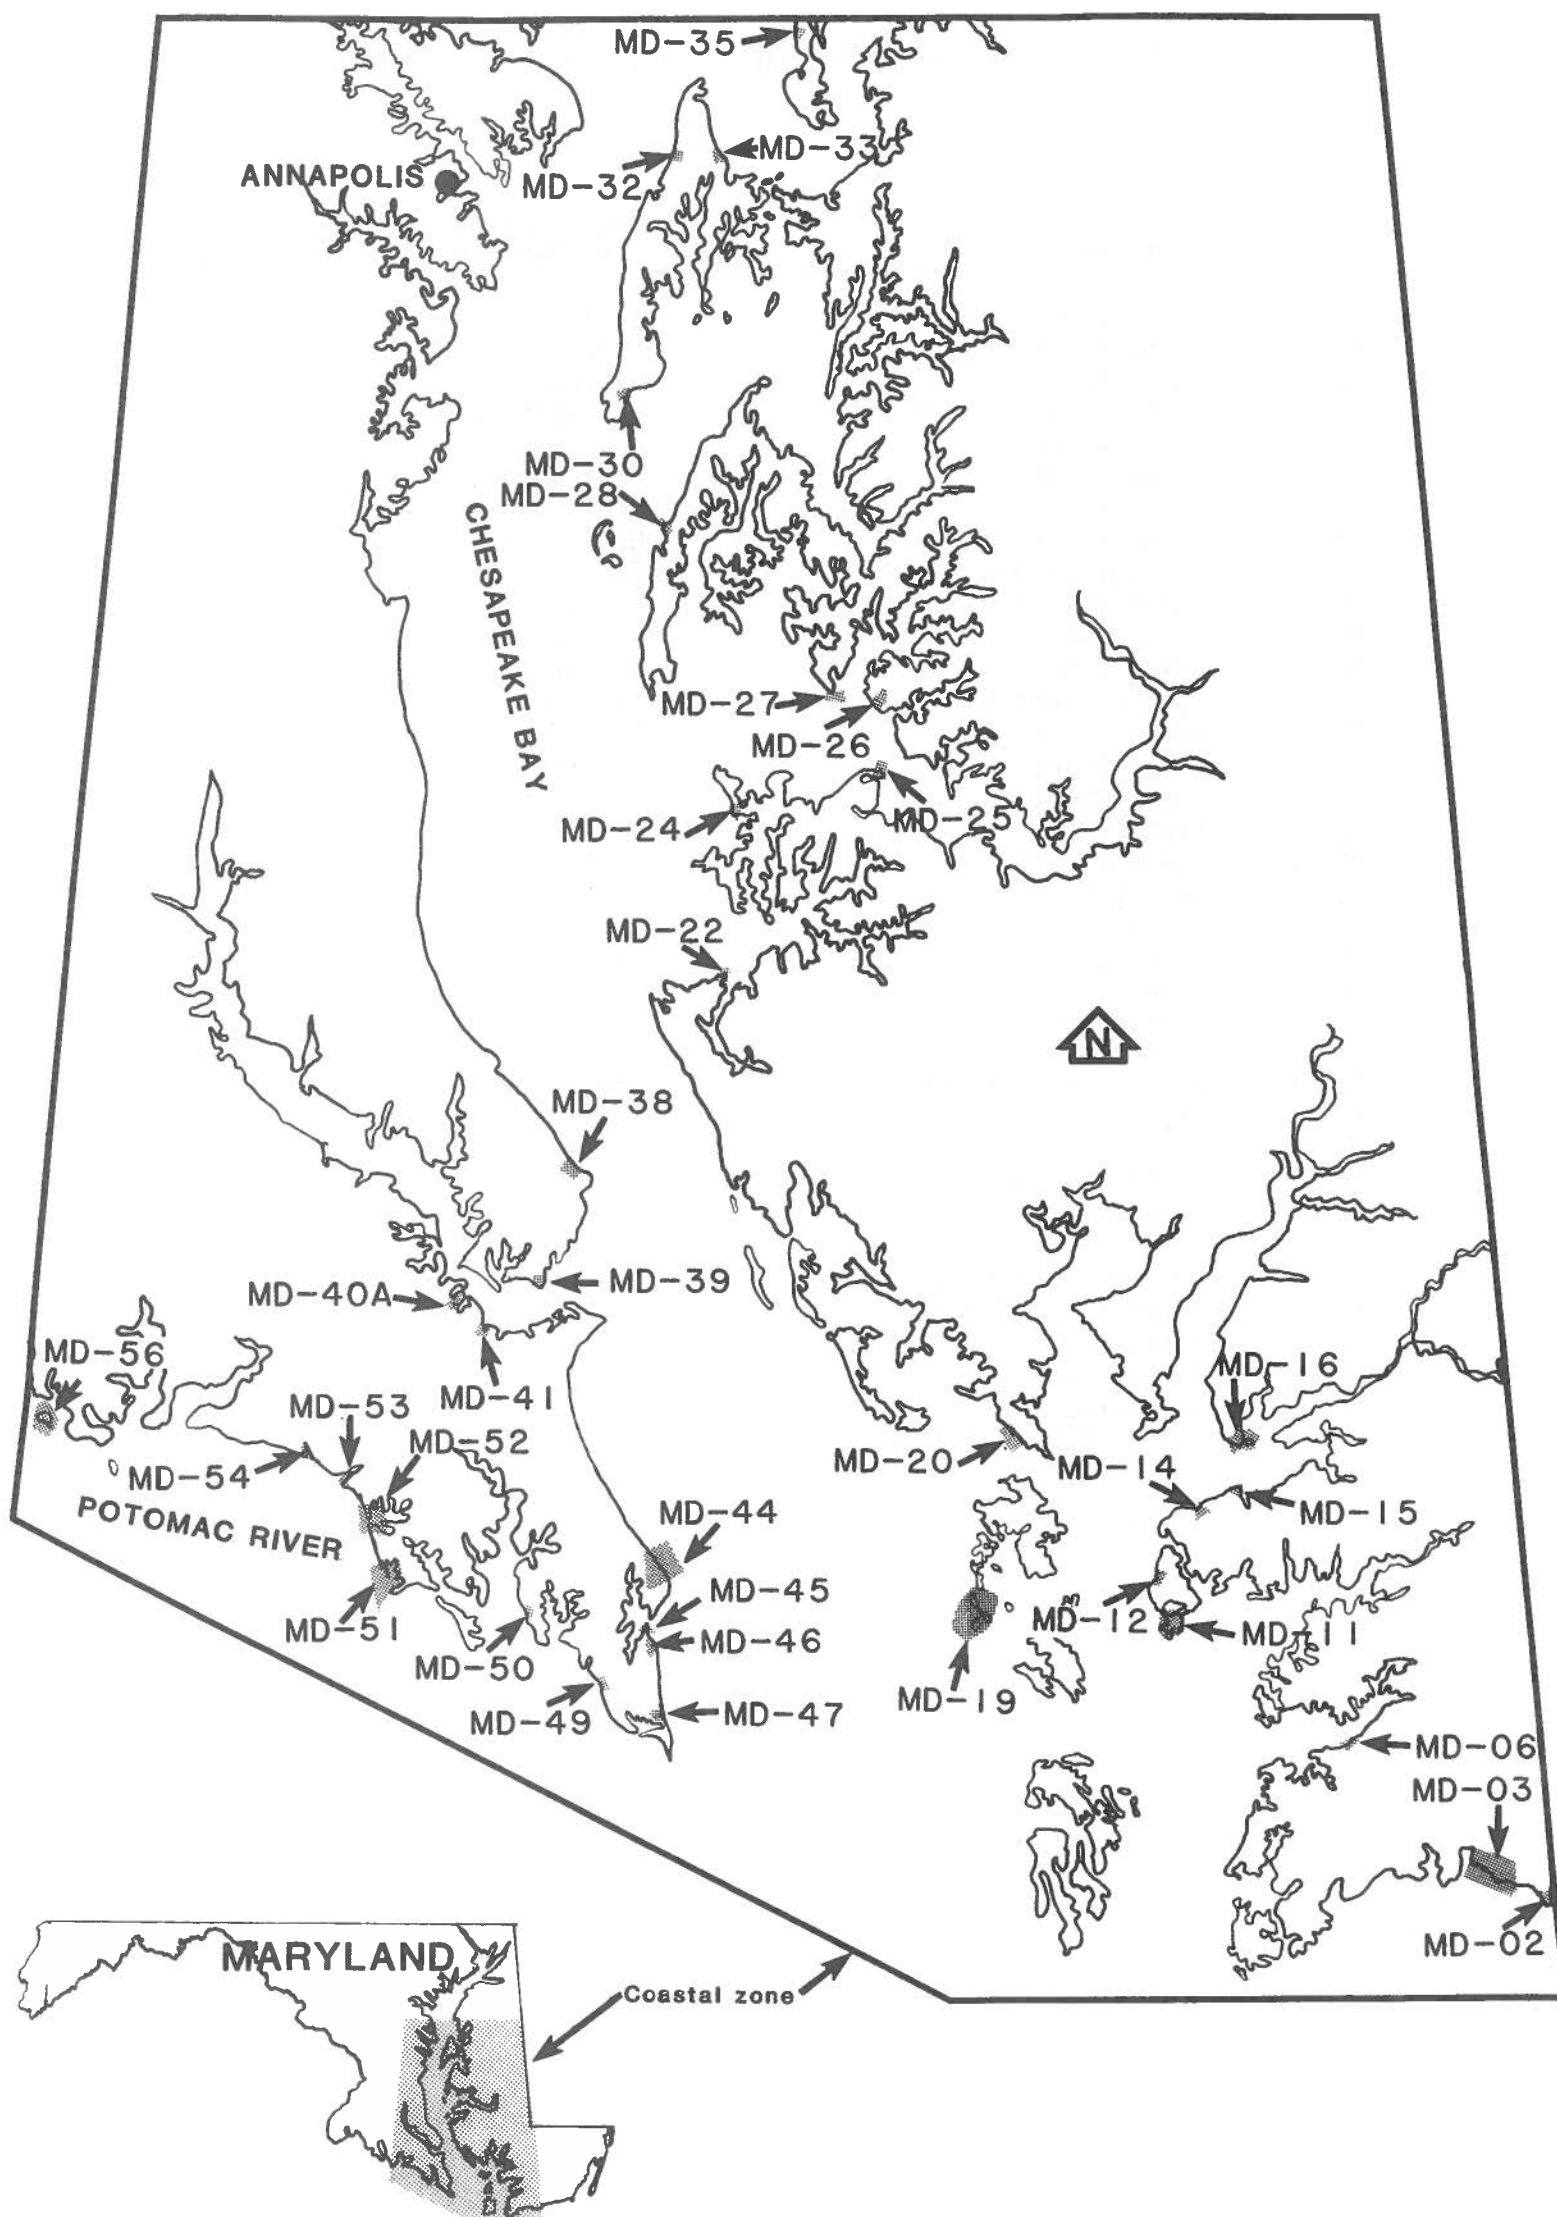 MD-35
MD-33
ANNAPOLIS
MD-32
MD-30
MD-28
CHESAPEAKE BAY
MD-27
MD-26
MD-25
MD-24
MD-22
N
MD-38
MD-39
MD-40A
MD-56
MD-16
MD-41
MD-53
MD-52
MD-20
MD-14
MD-54
MD-15
POTOMAC RIVER
MD-44
MD-45
MD-12
MD-51
MD-46
MD-11
MD-50
MD-19
MD-49
MD-47
MD-06
MD-03
MD-02
MARYLAND
Coastal zone